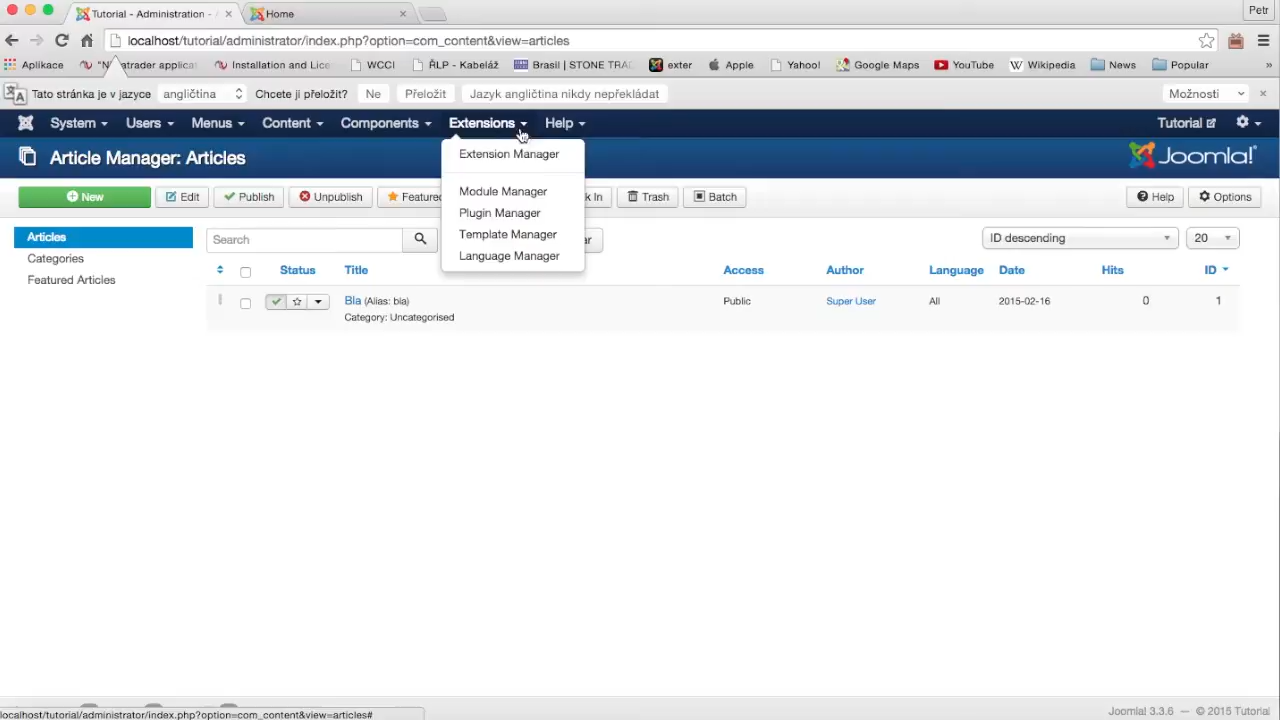 Tutorial - Administration -
Home
Petr
localhost/tutorial/administrator/index.php?option=com_content&view=articles
Aplikace
Installation and Lice
WCCI
ŘLP - Kabeláž
Brasil | STONE TRA
exter
Apple
Yahoo!
Google Maps
YouTube
Wikipedia
News
Popular
»
Tato stránka je v jazyce
angličtina
Chcete ji přeložit?
Ne
Přeložit
Jazyk angličtina nikdy nepřekládat
Možnosti
System
Users
Menus
Content
Components
Extensions
Help
Tutorial
Article Manager: Articles
Joomla!
Extension Manager
Module Manager
Plugin Manager
Template Manager
Language Manager
New
Edit
Publish
Unpublish
Featured
k In
Trash
Batch
Help
Options
Articles
Categories
Featured Articles
Search
ar
ID descending
20
Status
Title
Access
Author
Language
Date
Hits
ID
Bla (Alias: bla)
Category: Uncategorised
Public
Super User
All
2015-02-16
0
1
localhost/tutorial/administrator/index.php?option=com_content&view=articles#
Joomla! 3.3.6 — © 2015 Tutorial